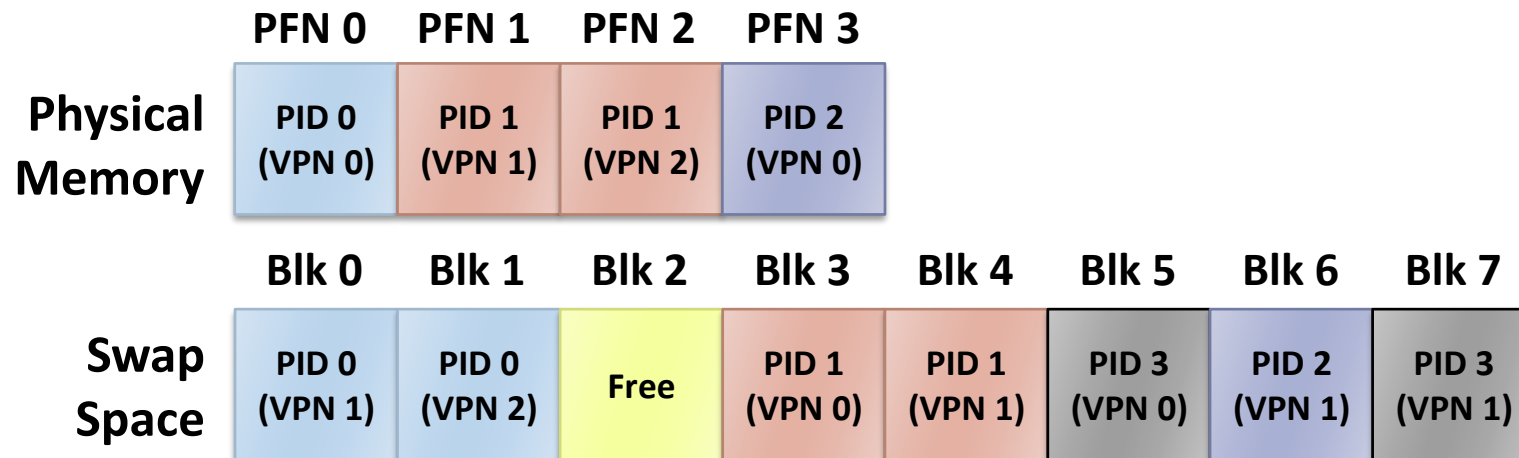 PFN 0 PFN 1 PFN 2 PFN 3
Physical
Memory
PID 0 PID 1 PID 1 PID 2
(VPN 0) (VPN 1) (VPN 2) (VPN 0)
Blk 0 Blk 1 Blk 2 Blk 3 Blk 4 Blk 5 Blk 6 Blk 7
Swap
Space
PID 0 PID 0 Free PID 1 PID 1 PID 3 PID 2 PID 3
(VPN 1) (VPN 2) (VPN 0) (VPN 1) (VPN 0) (VPN 1) (VPN 1)